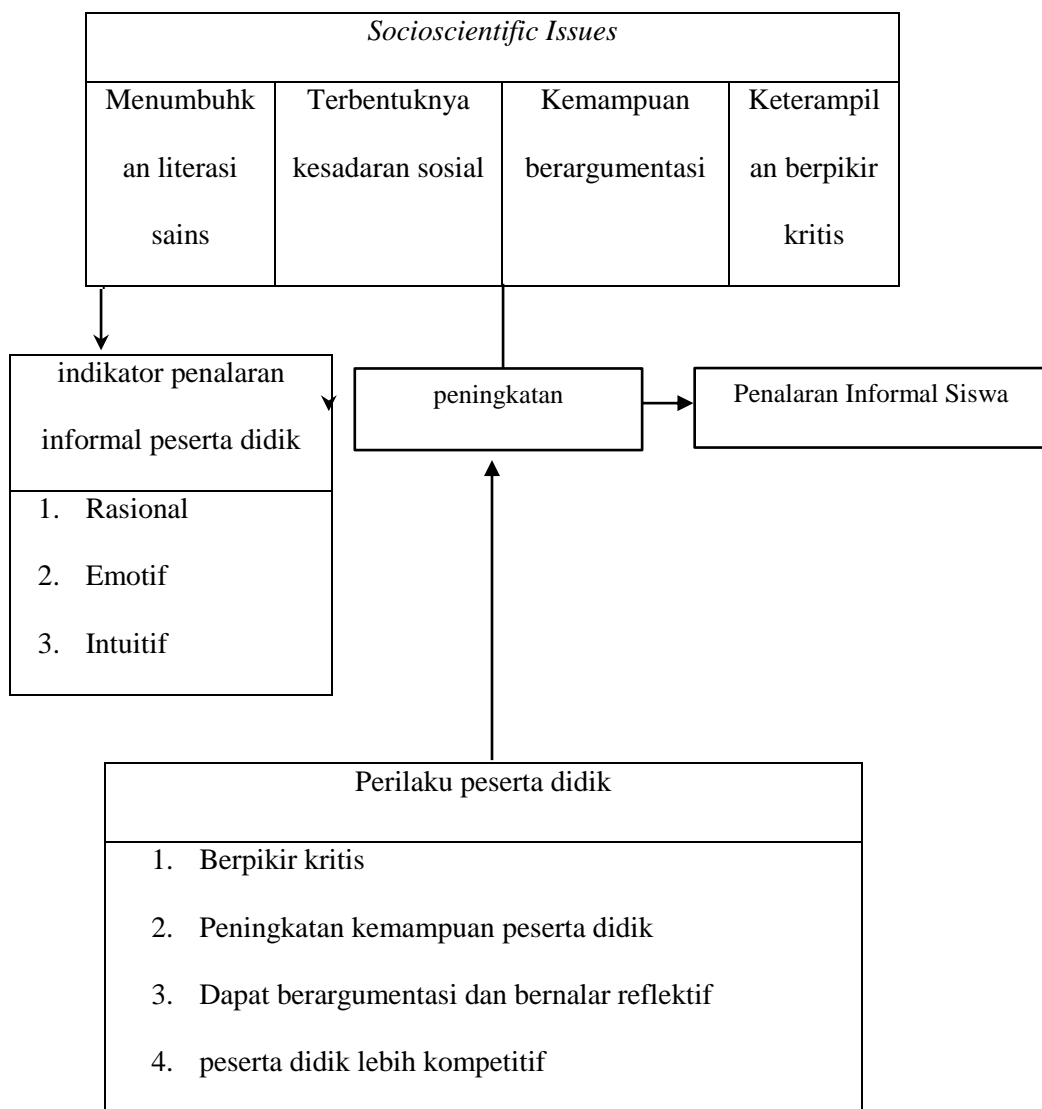 Socioscientific Issues
Menumbuhk
an literasi
sains
Terbentuknya
kesadaran sosial
Kemampuan
berargumentasi
Keterampil
an berpikir
kritis
indikator penalaran
informal peserta didik
1. Rasional
2. Emotif
3. Intuitif
peningkatan
Penalaran Informal Siswa
Perilaku peserta didik
1. Berpikir kritis
2. Peningkatan kemampuan peserta didik
3. Dapat berargumentasi dan bernalar reflektif
4. peserta didik lebih kompetitif